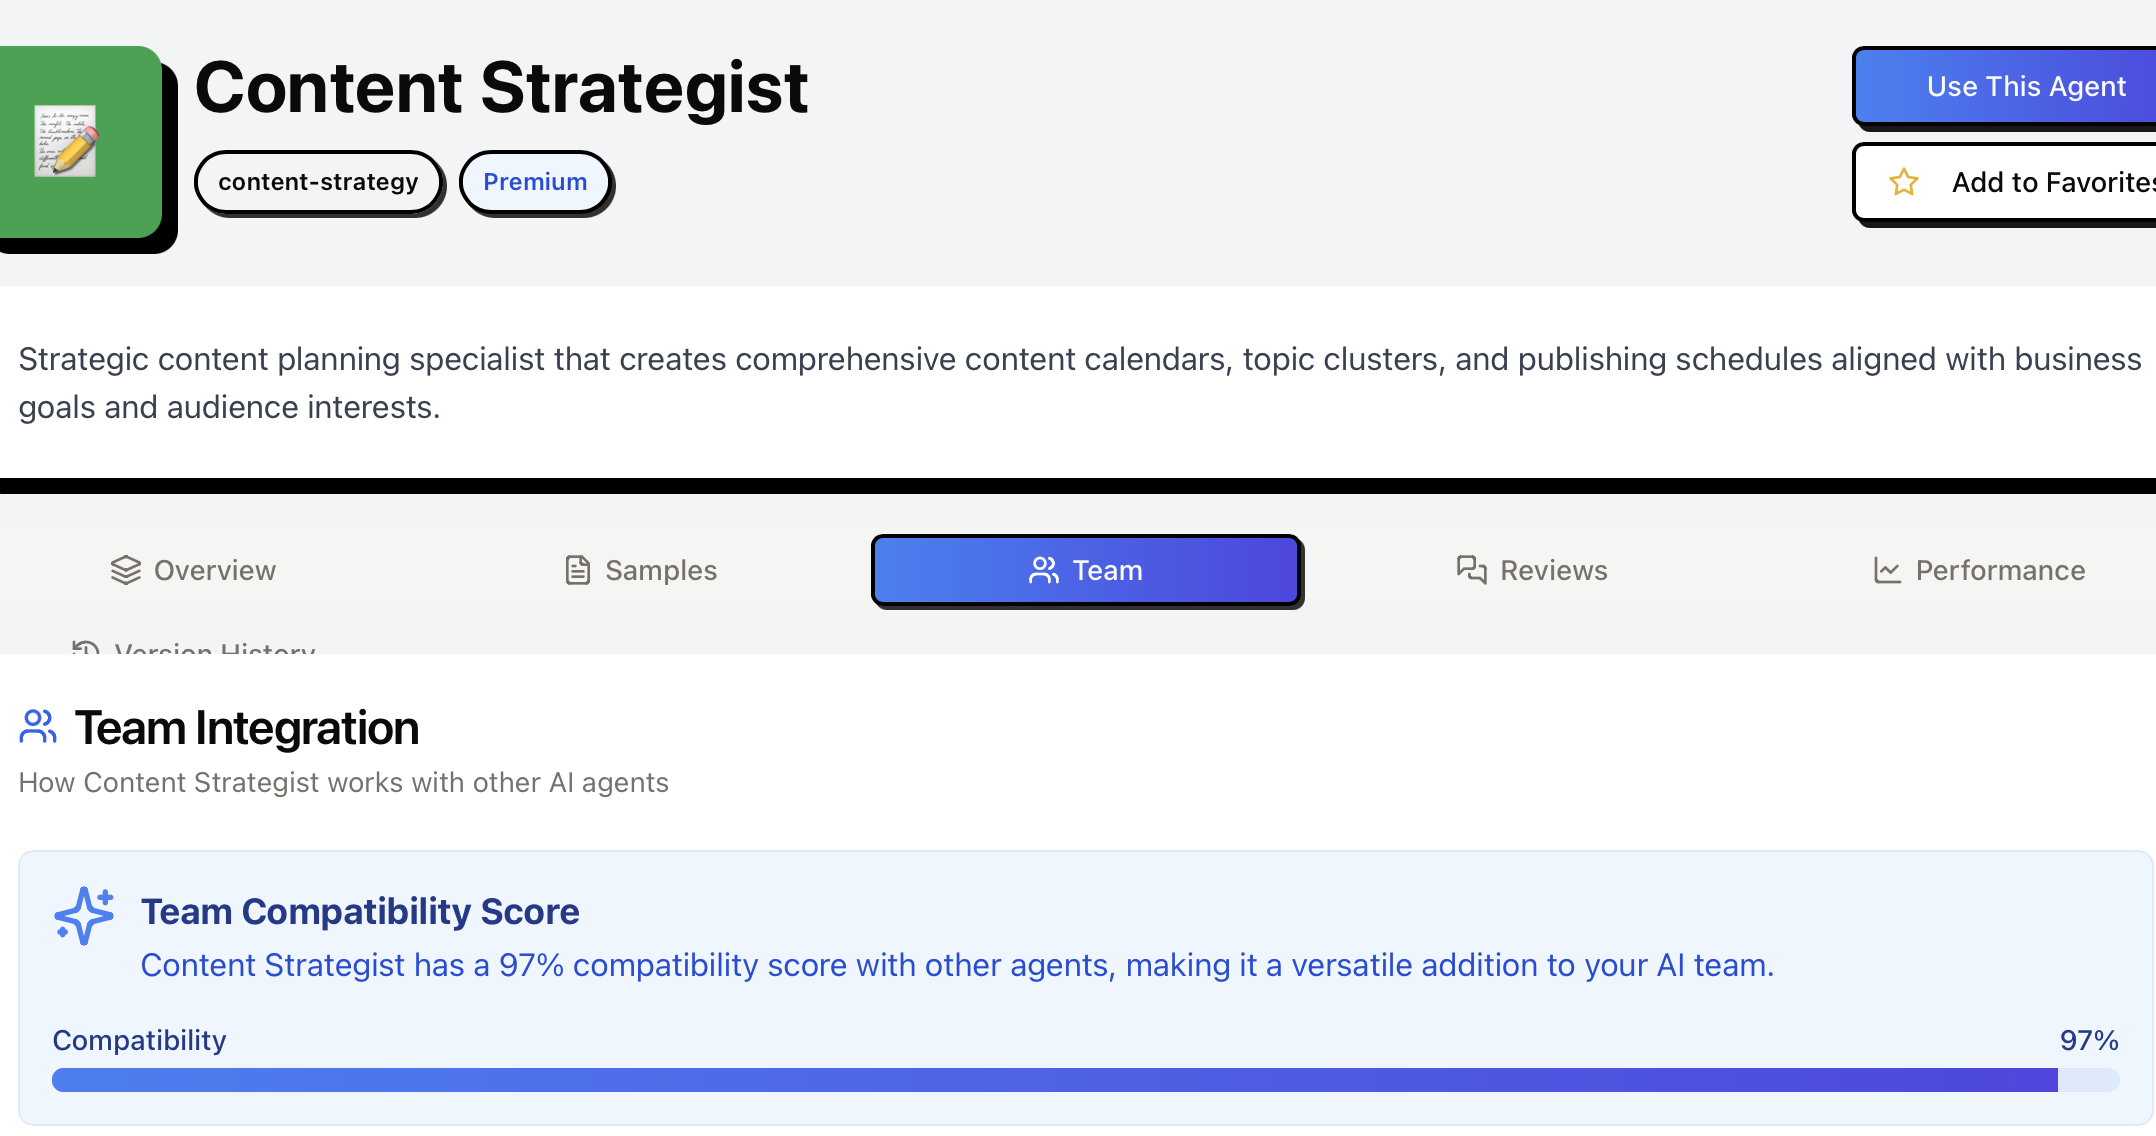 Content Strategist
content-strategy
Premium
Use This Agent
Add to Favorites
Strategic content planning specialist that creates comprehensive content calendars, topic clusters, and publishing schedules aligned with business
goals and audience interests.
Overview
Samples
Team
Reviews
Performance
Version History
Team Integration
How Content Strategist works with other AI agents
Team Compatibility Score
Content Strategist has a 97% compatibility score with other agents, making it a versatile addition to your AI team.
Compatibility
97%